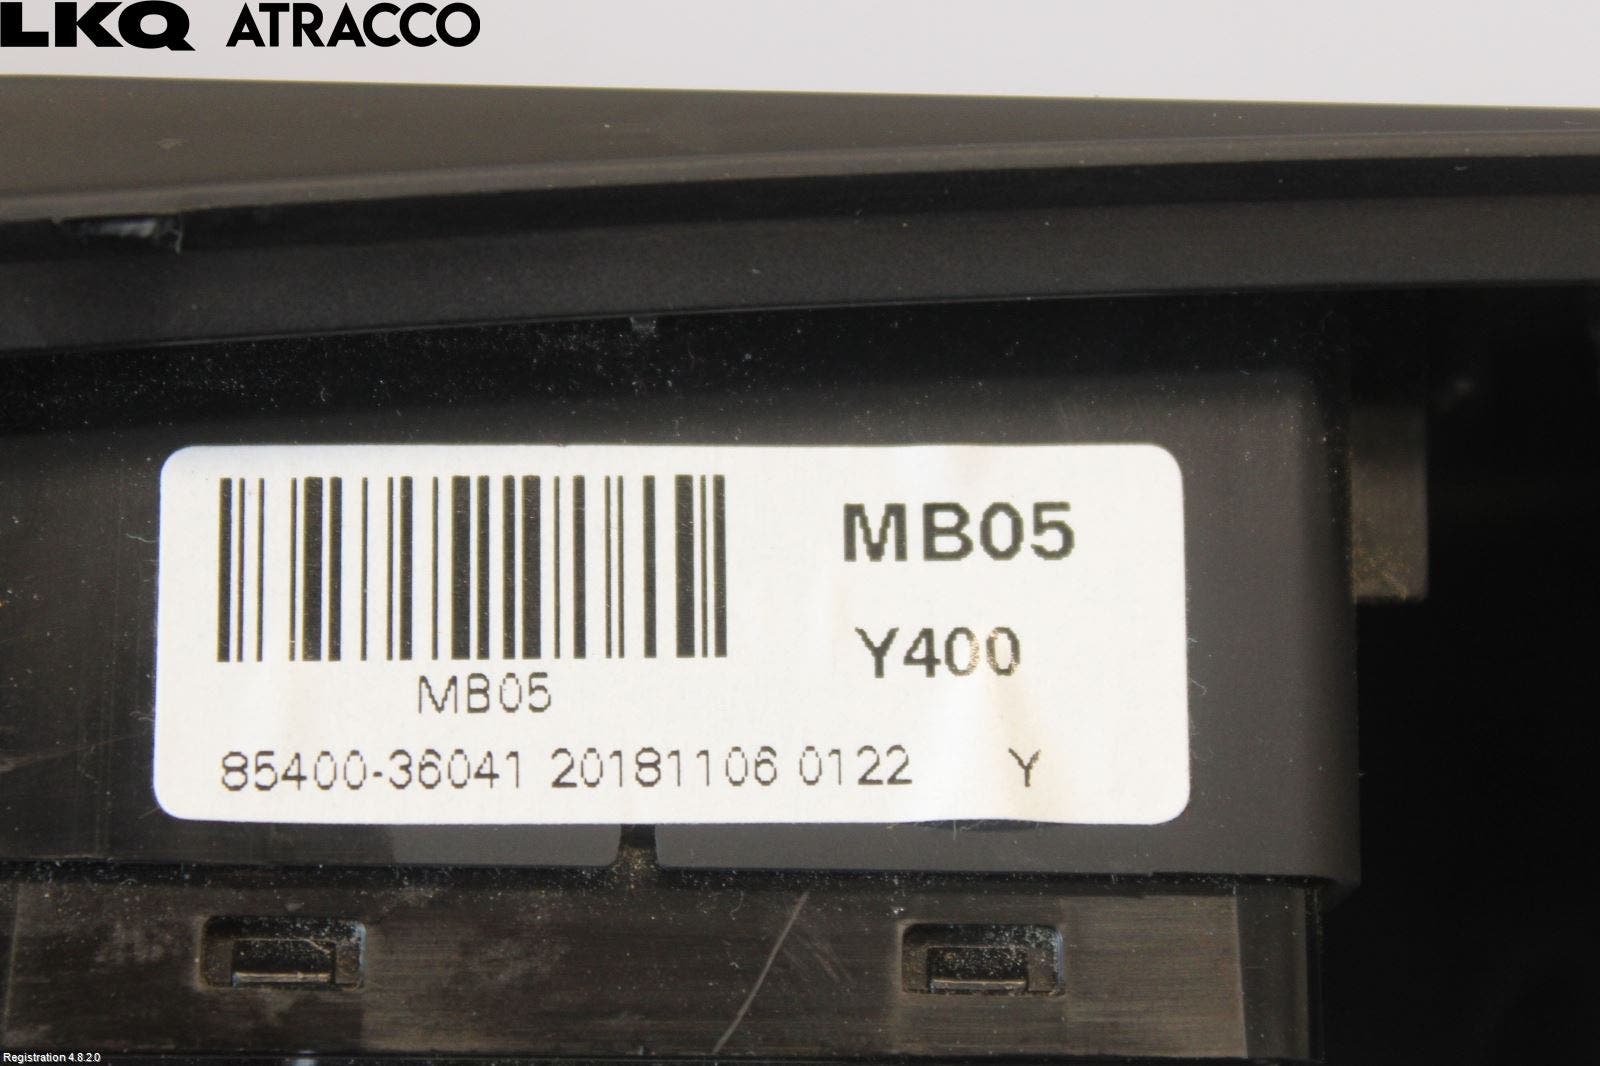 LKQ ATRACCO
MB05
Y400
MB05
85400-36041 20181106 0122 Y
Registration 4.8.2.0